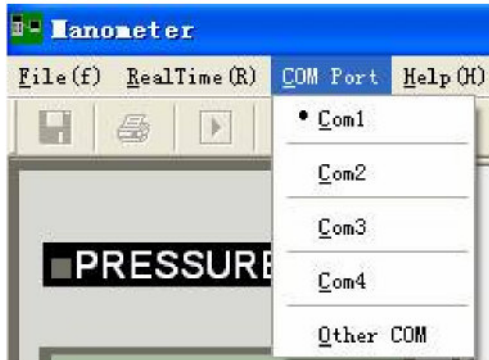 Manometer
File(f) RealTime(R) COM Port Help(H)
Com1
Com2
Com3
Com4
Other COM
PRESSURE